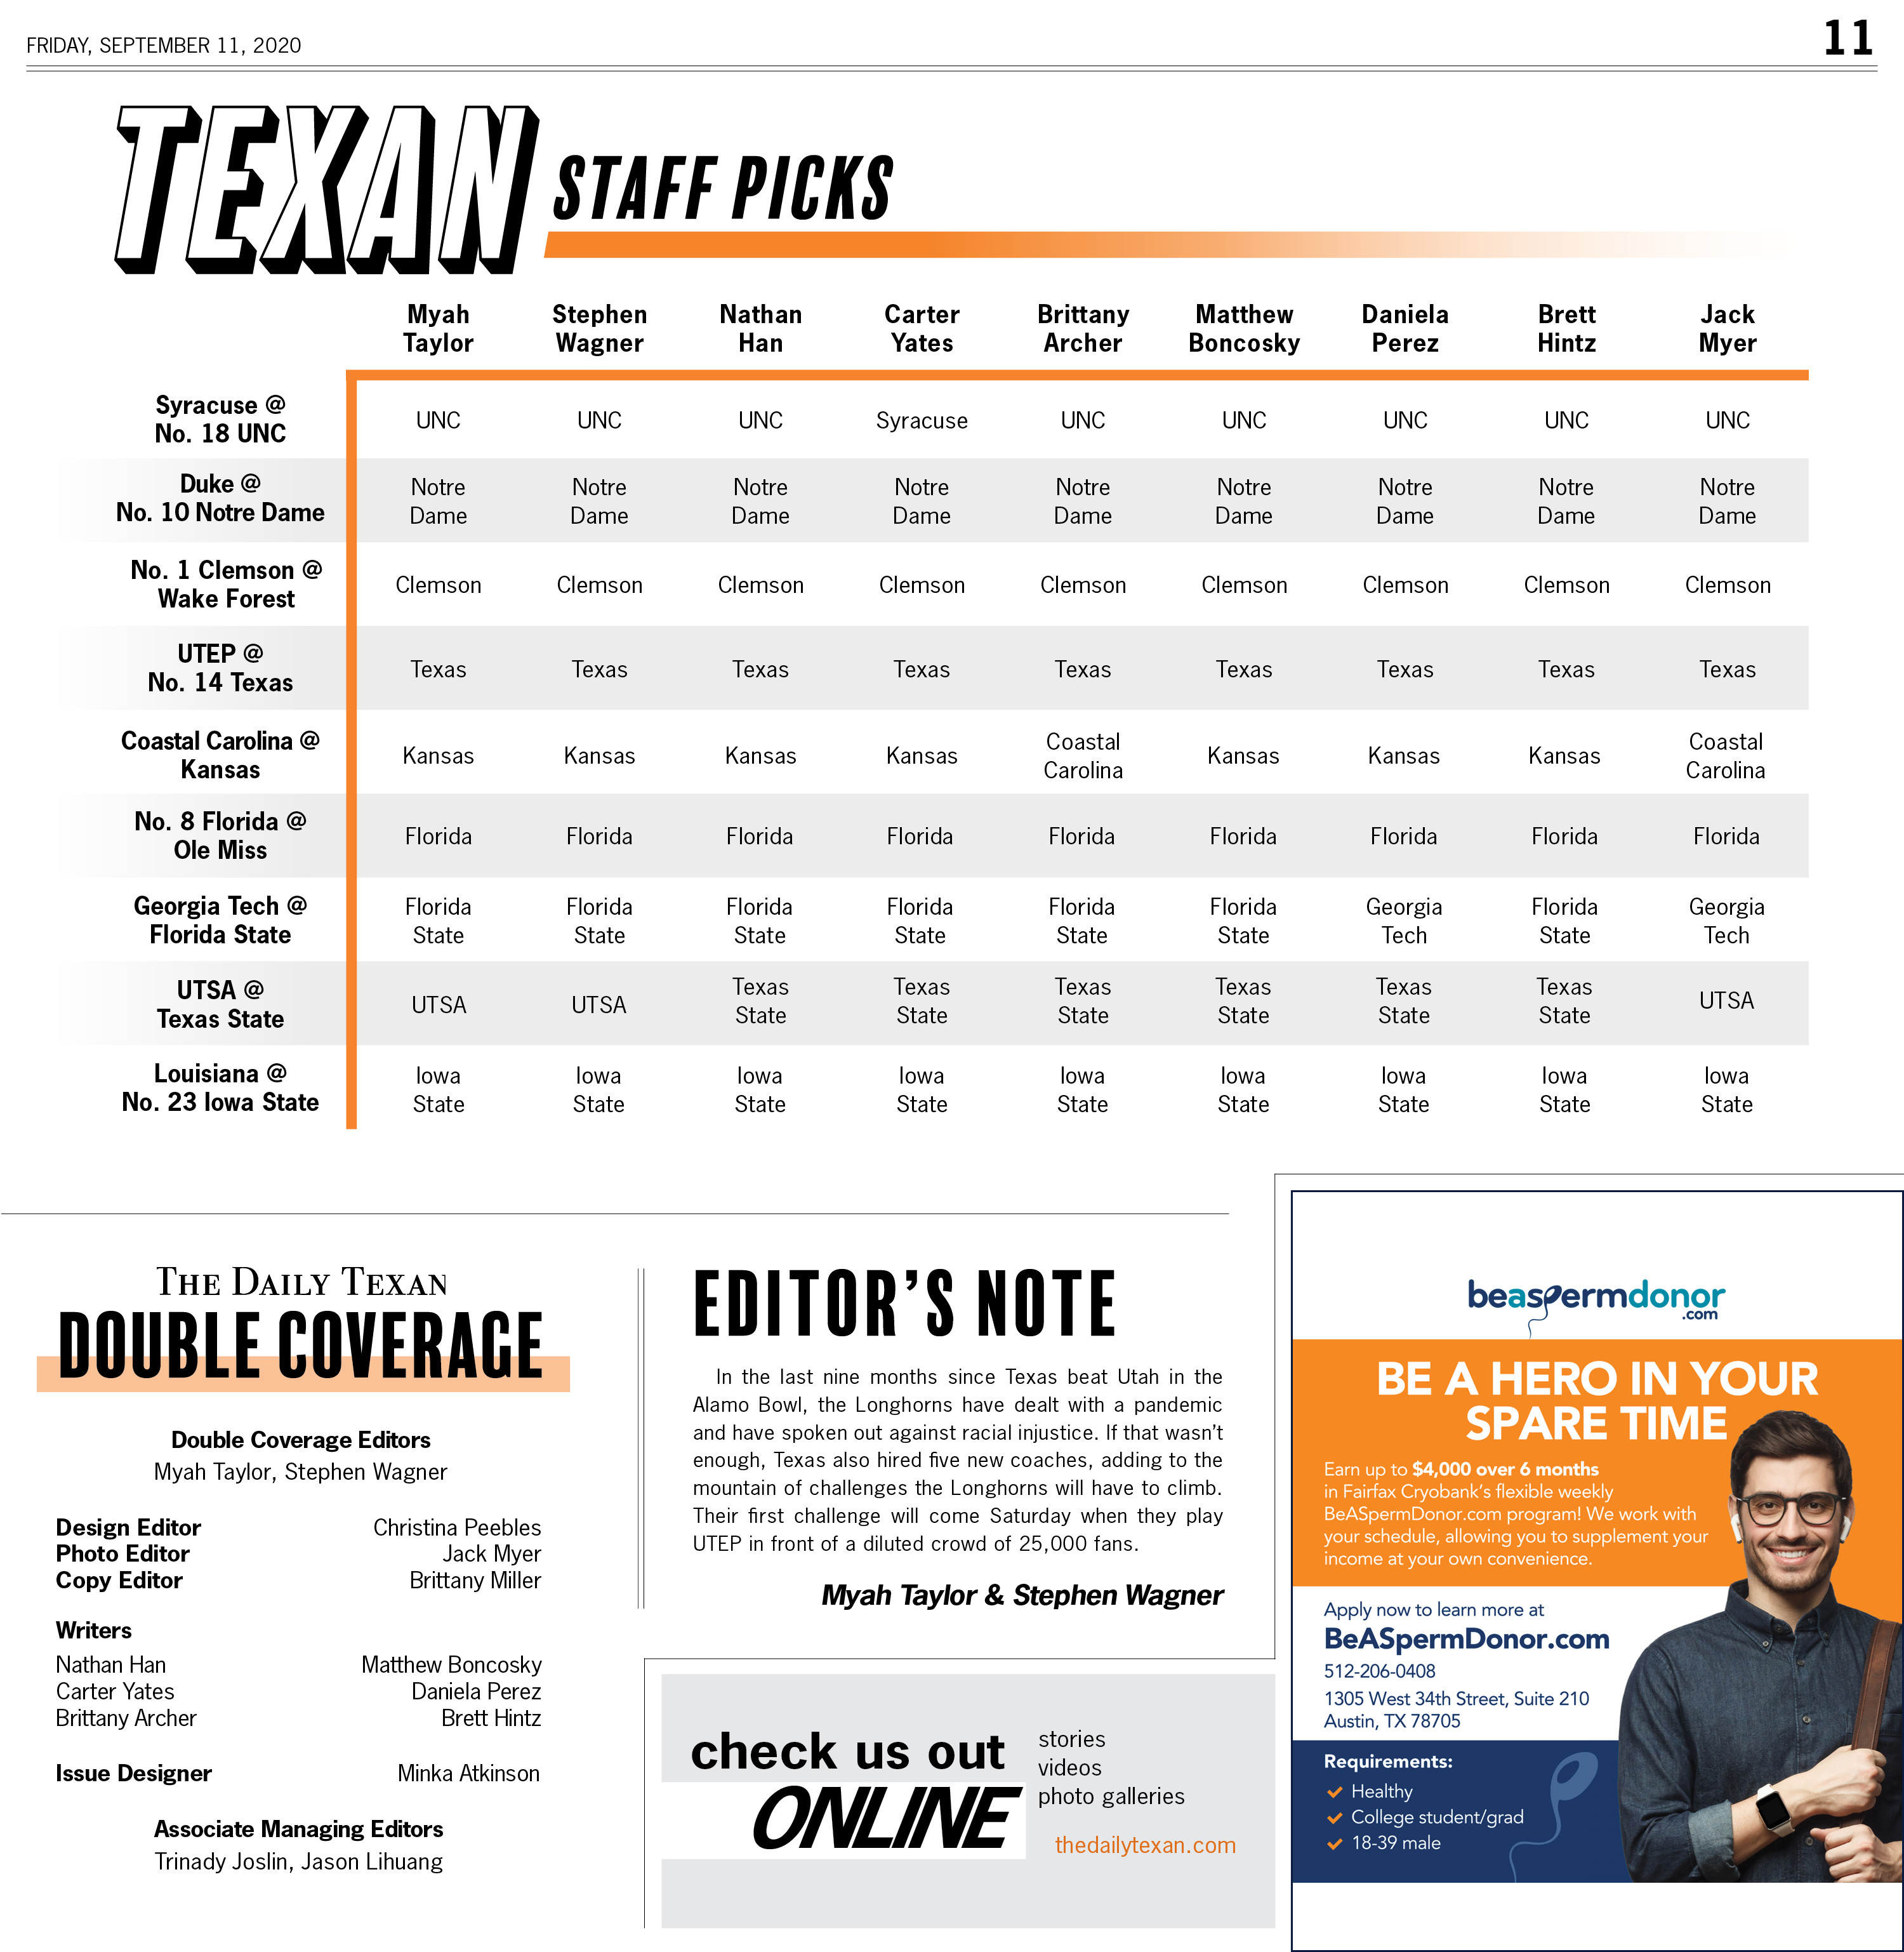 FRIDAY, SEPTEMBER 11, 2020
11
TEXAN STAFF PICKS
Myah Taylor
Stephen Wagner
Nathan Han
Carter Yates
Brittany Archer
Matthew Boncosky
Daniela Perez
Brett Hintz
Jack Myer
Syracuse @
No. 18 UNC
UNC UNC UNC Syracuse UNC UNC UNC UNC UNC
Duke @
No. 10 Notre Dame
Notre Notre Notre Notre Notre Notre Notre Notre Notre
Dame Dame Dame Dame Dame Dame Dame Dame Dame
No. 1 Clemson @
Wake Forest
Clemson Clemson Clemson Clemson Clemson Clemson Clemson Clemson Clemson
UTEP @
No. 14 Texas
Texas Texas Texas Texas Texas Texas Texas Texas Texas
Coastal Carolina @
Kansas
Kansas Kansas Kansas Kansas Coastal Carolina Kansas Kansas Kansas Coastal Carolina
No. 8 Florida @
Ole Miss
Florida Florida Florida Florida Florida Florida Florida Florida Florida
Georgia Tech @
Florida State
Florida Florida Florida Florida Florida Florida Georgia Florida Georgia
State State State State State State Tech State Tech
UTSA @
Texas State
UTSA UTSA Texas State Texas State Texas State Texas State Texas State Texas State UTSA
Louisiana @
No. 23 Iowa State
Iowa Iowa Iowa Iowa Iowa Iowa Iowa Iowa Iowa
State State State State State State State State State
THE DAILY TEXAN
DOUBLE COVERAGE
Double Coverage Editors
Myah Taylor, Stephen Wagner
Design Editor Christina Peebles
Photo Editor Jack Myer
Copy Editor Brittany Miller
Writers
Nathan Han Matthew Boncosky
Carter Yates Daniela Perez
Brittany Archer Brett Hintz
Issue Designer Minka Atkinson
Associate Managing Editors
Trinady Joslin, Jason Lihuang
EDITOR'S NOTE
In the last nine months since Texas beat Utah in the
Alamo Bowl, the Longhorns have dealt with a pandemic
and have spoken out against racial injustice. If that wasn't
enough, Texas also hired five new coaches, adding to the
mountain of challenges the Longhorns will have to climb.
Their first challenge will come Saturday when they play
UTEP in front of a diluted crowd of 25,000 fans.
Myah Taylor & Stephen Wagner
check us out
ONLINE
stories
videos
photo galleries
thedailytexan.com
beaspermdonor
.com
BE A HERO IN YOUR
SPARE TIME
Earn up to $4,000 over 6 months
in Fairfax Cryobank's flexible weekly
BeASpermDonor.com program! We work with
your schedule, allowing you to supplement your
income at your own convenience.
Apply now to learn more at
BeASpermDonor.com
512-206-0408
1305 West 34th Street, Suite 210
Austin, TX 78705
Requirements:
Healthy
College student/grad
18-39 male